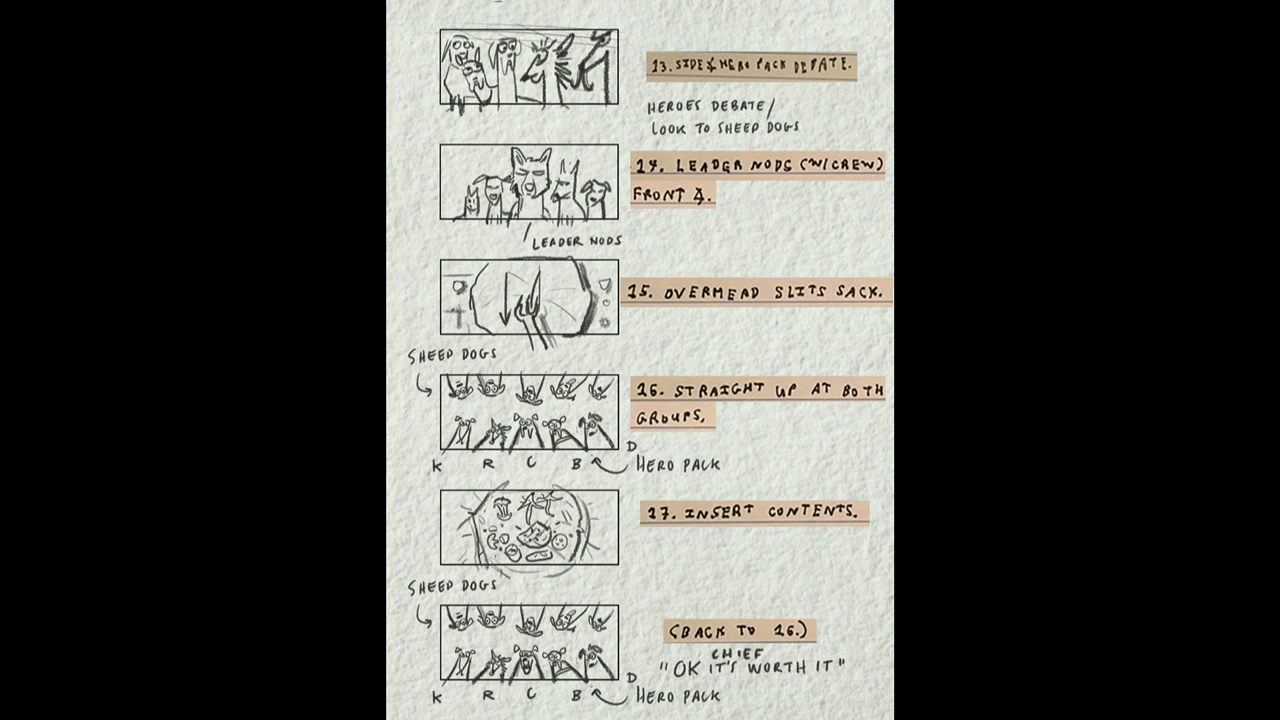 13. SIDE ∡ HERO PACK DEBATE.
HEROES DEBATE/
LOOK TO SHEEP DOGS
14. LEADER NODS (W/CREW)
FRONT ∡.
LEADER NODS
15. OVERHEAD SLITS SACK.
SHEEP DOGS
16. STRAIGHT UP AT BOTH
GROUPS.
D
K R C B HERO PACK
17. INSERT CONTENTS.
SHEEP DOGS
(BACK TO 16.)
CHIEF
"OK IT'S WORTH IT"
D
K R C B HERO PACK